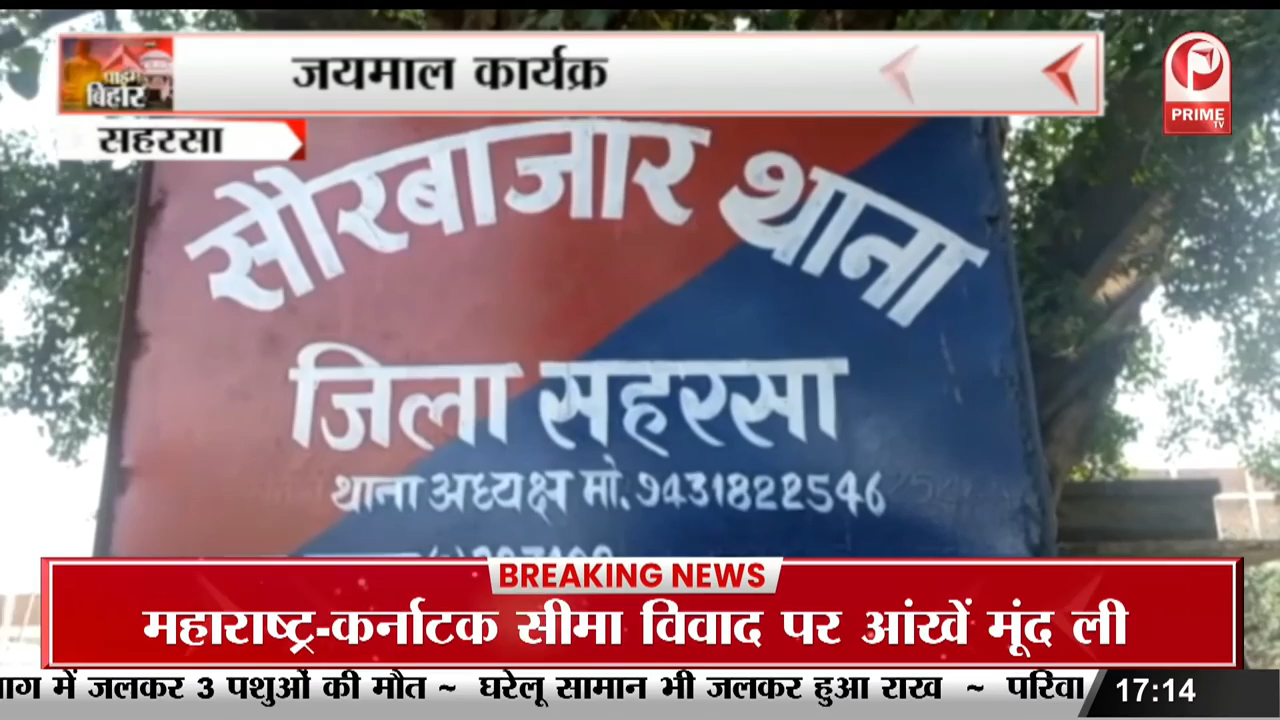 प्राइम
बिहार
जयमाल कार्यक्र
PRIME
TV
सहरसा
सौरबाजार थाना
जिला सहरसा
थाना अध्यक्ष मो. 9431822546
BREAKING NEWS
महाराष्ट्र-कर्नाटक सीमा विवाद पर आंखें मूंद ली
में जलकर 3 पशुओं की मौत ~ घरेलू सामान भी जलकर हुआ राख ~ परिवा
17:14